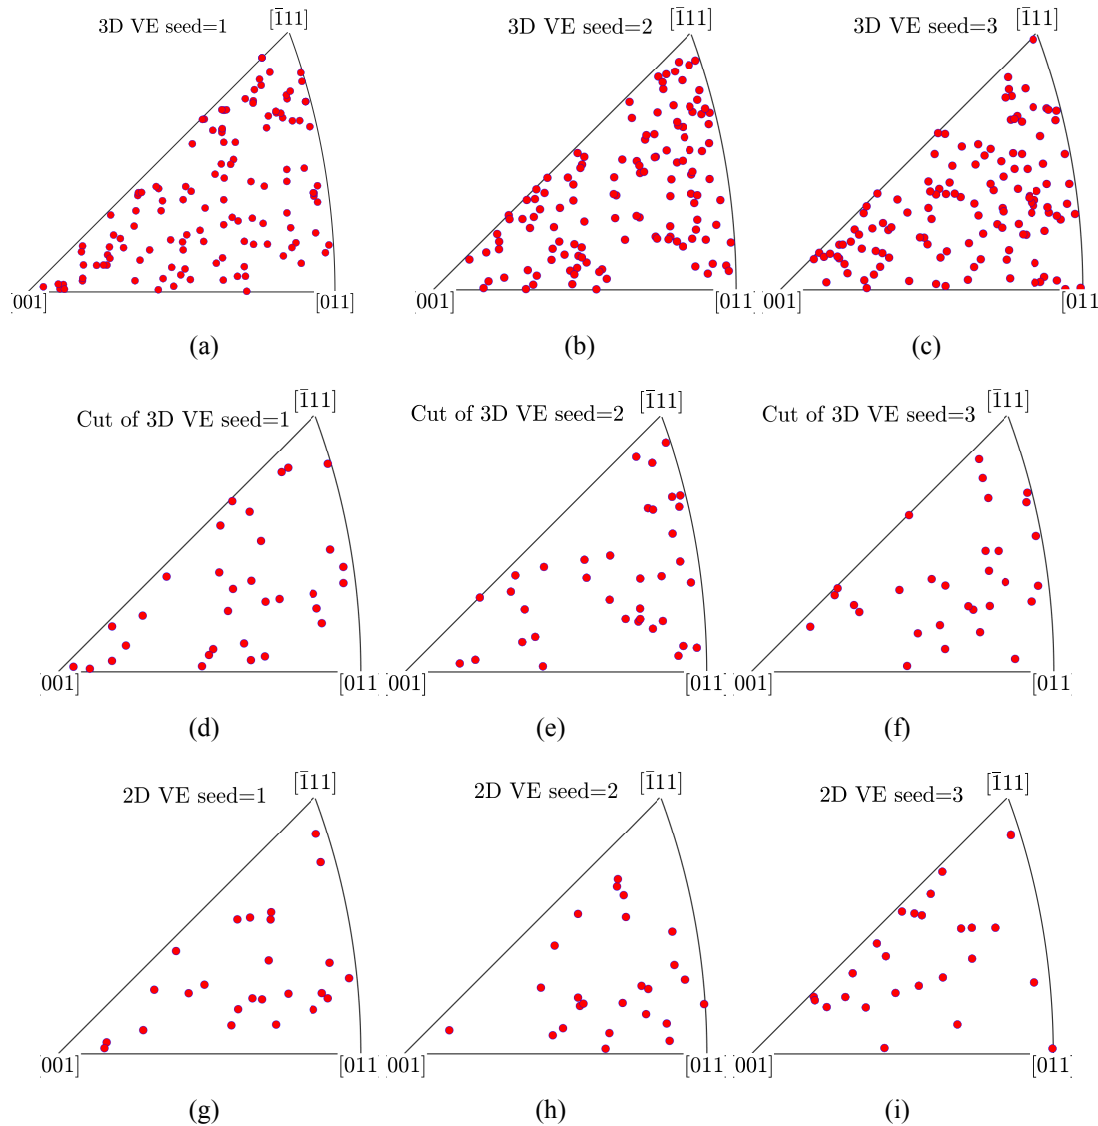 3D VE seed=1
[1̄11]
001]
[011]
(a)
3D VE seed=2
[1̄11]
001]
[011]
(b)
3D VE seed=3
[1̄11]
001]
[011
(c)
Cut of 3D VE seed=1
[1̄11]
001]
[011
(d)
Cut of 3D VE seed=2
[1̄11]
001]
[011]
(e)
Cut of 3D VE seed=3
[1̄11]
001]
[011]
(f)
2D VE seed=1
[1̄11]
001]
[011]
(g)
2D VE seed=2
[1̄11]
001]
[011]
(h)
2D VE seed=3
[1̄11]
001]
[011]
(i)